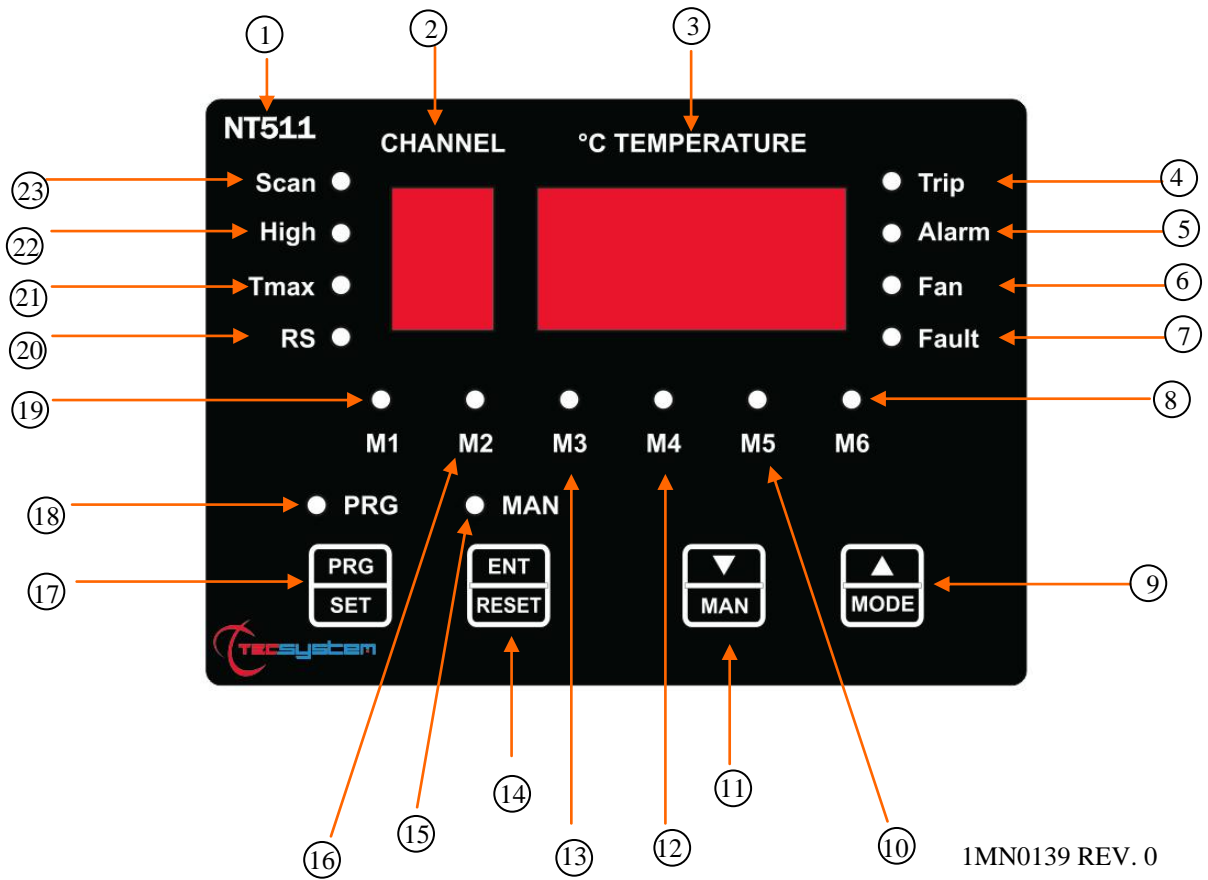 1
2
3
NT511
CHANNEL
°C TEMPERATURE
23
Scan
Trip
4
22
High
Alarm
5
21
Tmax
Fan
6
20
RS
Fault
7
19
8
M1
M2
M3
M4
M5
M6
18
PRG
MAN
17
PRG
SET
ENT
RESET
▼
MAN
▲
MODE
9
TECSYSTEM
14
11
15
16
13
12
10
1MN0139 REV. 0